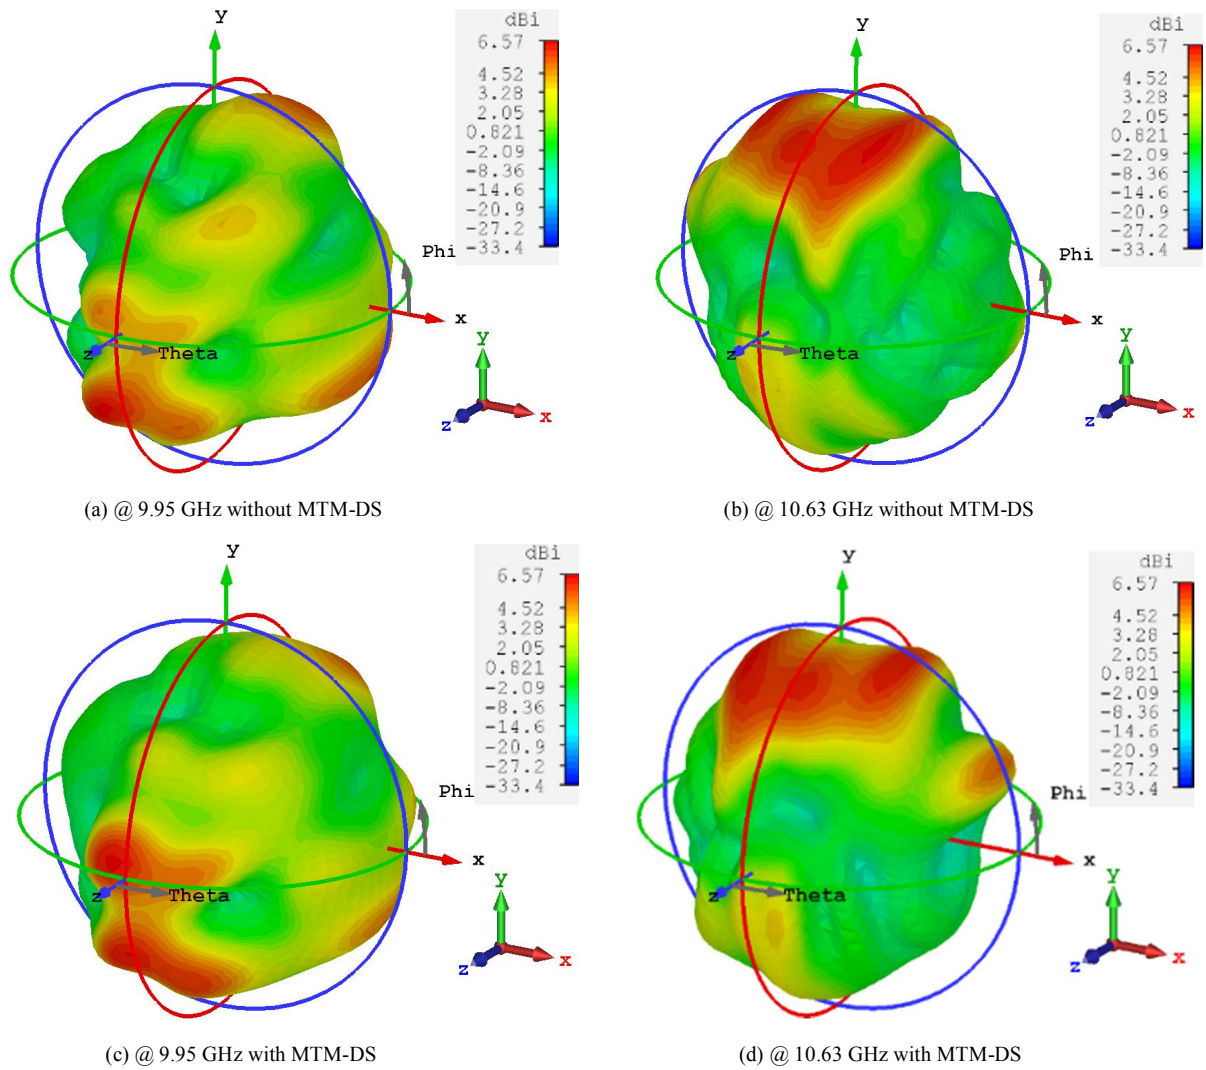 y
dBi
6.57
4.52
3.28
2.05
0.821
-2.09
-8.36
-14.6
-20.9
-27.2
-33.4
Phi
x
z
Theta
y
z
x
(a) @ 9.95 GHz without MTM-DS
y
dBi
6.57
4.52
3.28
2.05
0.821
-2.09
-8.36
-14.6
-20.9
-27.2
-33.4
Phi
x
z
Theta
y
z
x
(b) @ 10.63 GHz without MTM-DS
y
dBi
6.57
4.52
3.28
2.05
0.821
-2.09
-8.36
-14.6
-20.9
-27.2
-33.4
Phi
x
z
Theta
y
z
x
(c) @ 9.95 GHz with MTM-DS
y
dBi
6.57
4.52
3.28
2.05
0.821
-2.09
-8.36
-14.6
-20.9
-27.2
-33.4
Phi
x
z
Theta
y
z
x
(d) @ 10.63 GHz with MTM-DS